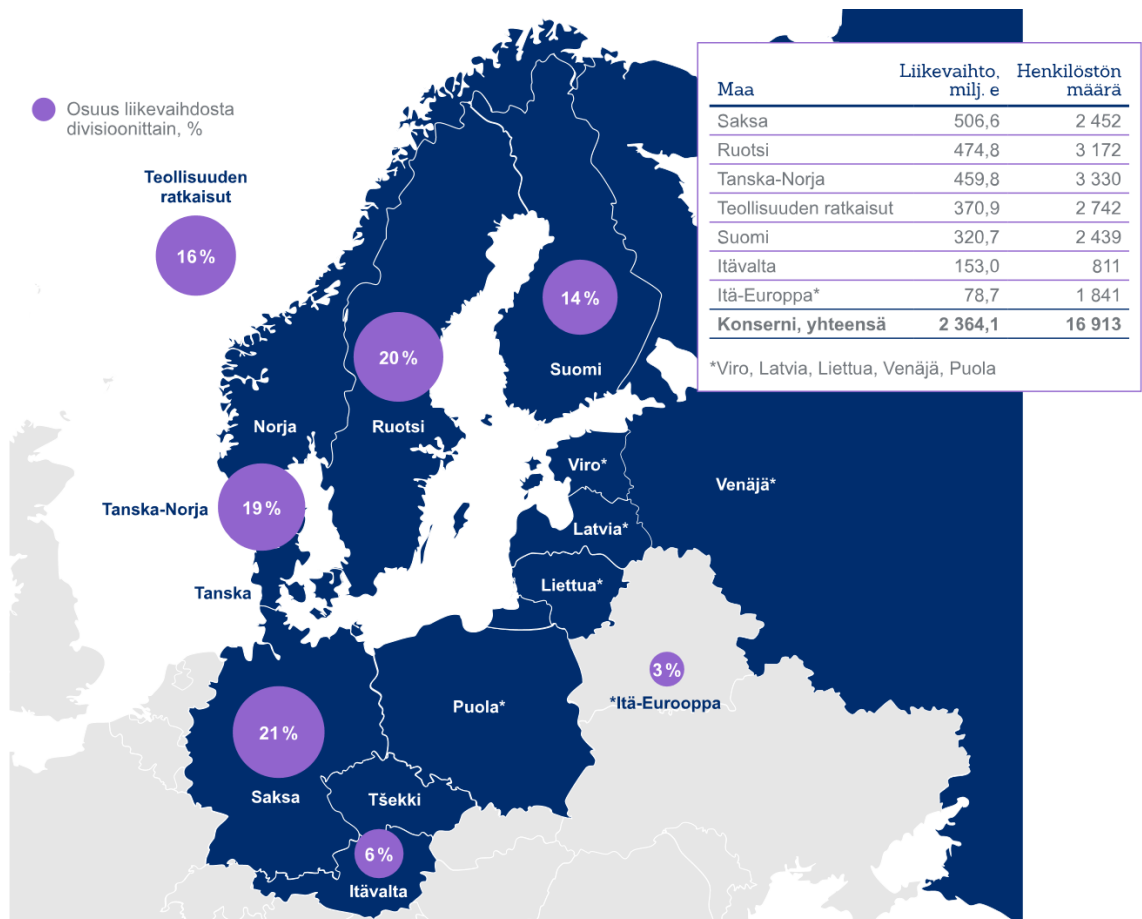 Osuus liikevaihdosta
divisioonittain, %
Teollisuuden
ratkaisut
16 %
14 %
Suomi
20 %
Ruotsi
Norja
19 %
Tanska-Norja
Tanska
Viro*
Latvia*
Liettua*
Venäjä*
3 %
*Itä-Eurooppa
Puola*
21 %
Saksa
Tšekki
6 %
Itävalta
Maa Liikevaihto, milj. e Henkilöstön määrä
Saksa 506,6 2 452
Ruotsi 474,8 3 172
Tanska-Norja 459,8 3 330
Teollisuuden ratkaisut 370,9 2 742
Suomi 320,7 2 439
Itävalta 153,0 811
Itä-Europpa* 78,7 1 841
Konserni, yhteensä 2 364,1 16 913
*Viro, Latvia, Liettua, Venäjä, Puola